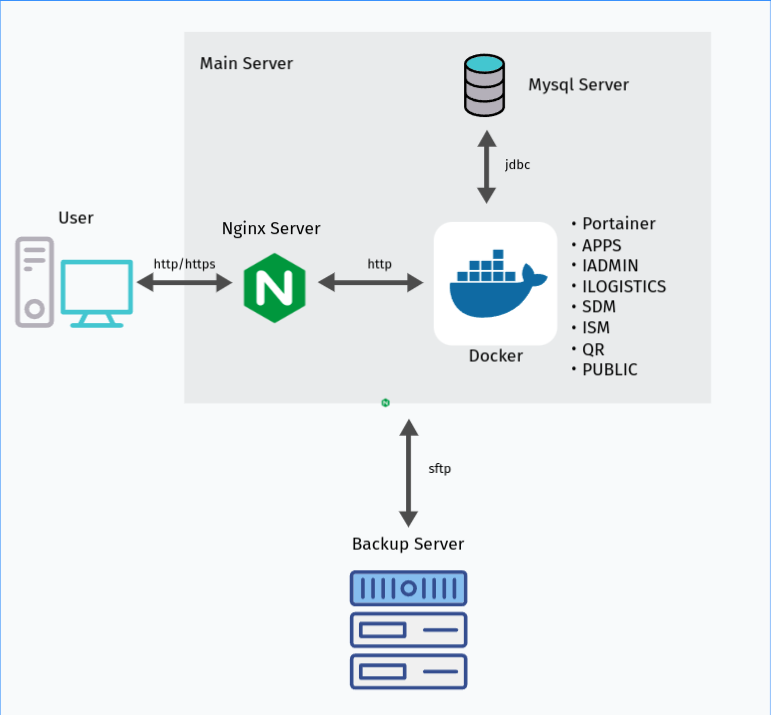 Main Server
Mysql Server
jdbc
User
Nginx Server
http/https
http
N
Docker
• Portainer
• APPS
• IADMIN
• ILOGISTICS
• SDM
• ISM
• QR
• PUBLIC
N
sftp
Backup Server